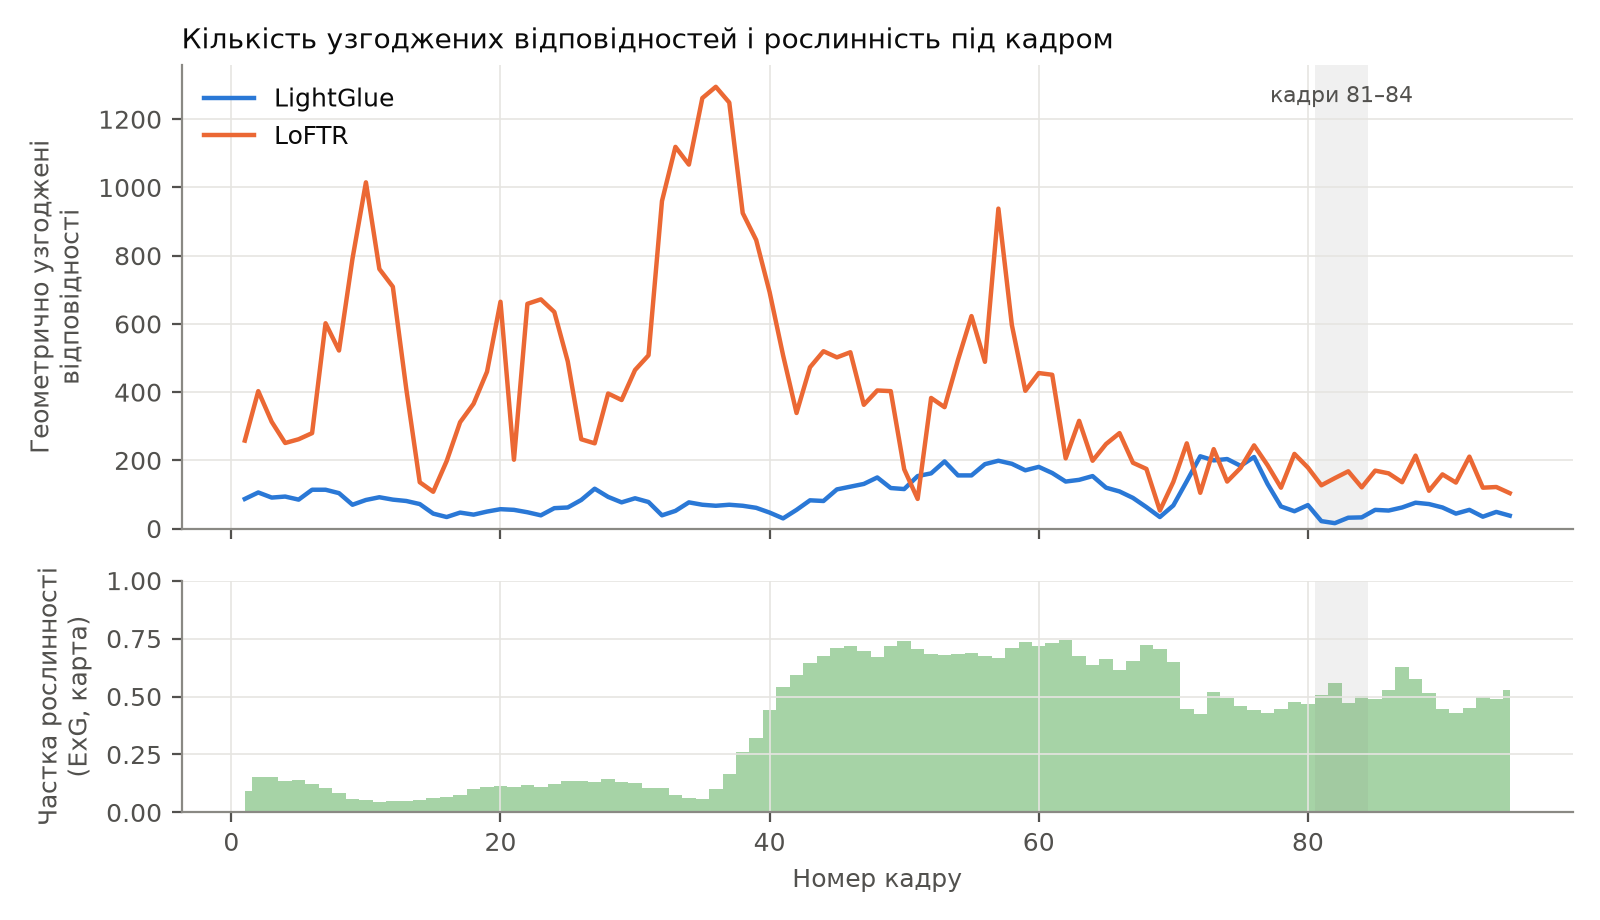 Кількість узгоджених відповідностей і рослинність під кадром
LightGlue
LoFTR
кадри 81–84
Геометрично узгоджені
відповідності
1200
1000
800
600
400
200
0
Частка рослинності
(ExG, карта)
1.00
0.75
0.50
0.25
0.00
0 20 40 60 80
Номер кадру